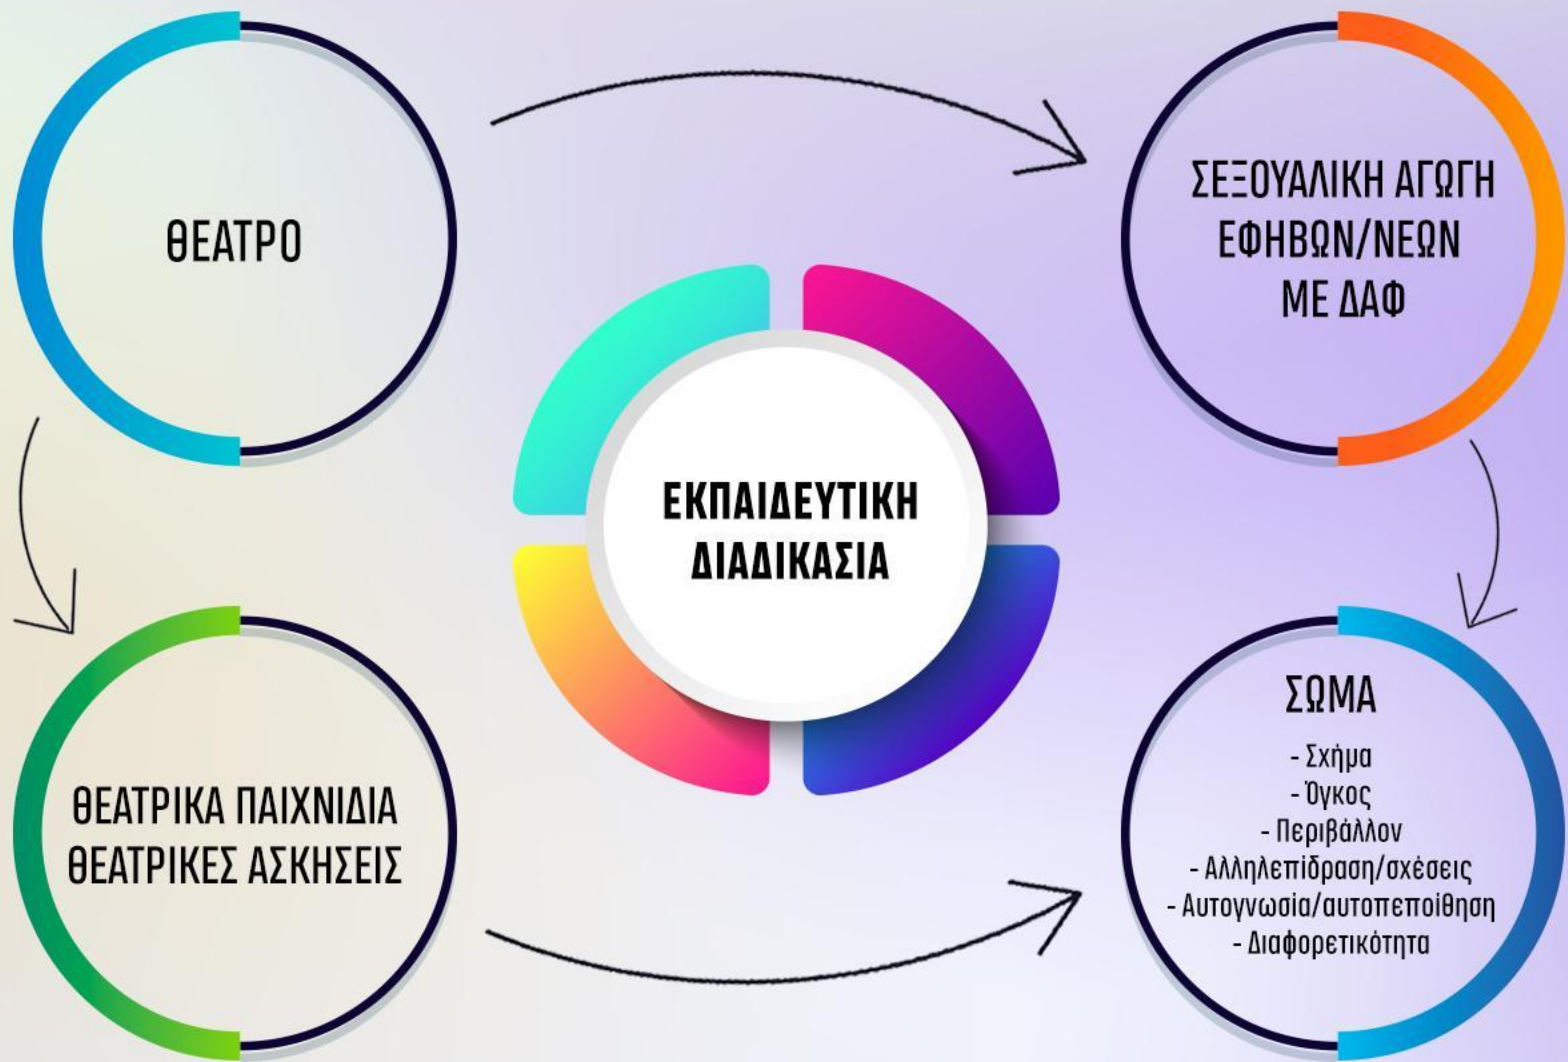 ΘΕΑΤΡΟ
ΣΕΞΟΥΑΛΙΚΗ ΑΓΩΓΗ
ΕΦΗΒΩΝ/ΝΕΩΝ
ΜΕ ΔΑΦ
ΕΚΠΑΙΔΕΥΤΙΚΗ
ΔΙΑΔΙΚΑΣΙΑ
ΘΕΑΤΡΙΚΑ ΠΑΙΧΝΙΔΙΑ
ΘΕΑΤΡΙΚΕΣ ΑΣΚΗΣΕΙΣ
ΣΩΜΑ
- Σχήμα
- Όγκος
- Περιβάλλον
- Αλληλεπίδραση/σχέσεις
- Αυτογνωσία/αυτοπεποίθηση
- Διαφορετικότητα